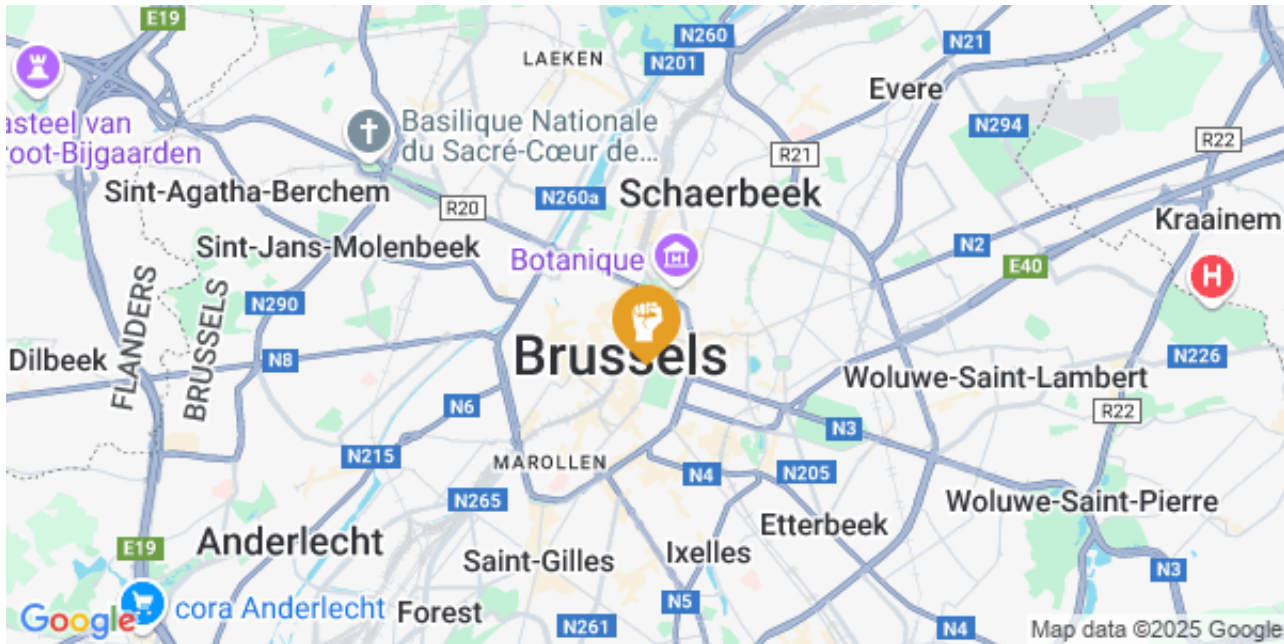 E19
LAEKEN
N260
N201
N21
Evere
asteel van
root-Bijgaarden
Basilique Nationale
du Sacré-Cœur de...
N294
R22
R21
Sint-Agatha-Berchem
R20
N260a
Schaerbeek
Kraainem
Sint-Jans-Molenbeek
Botanique
N2
E40
H
FLANDERS
BRUSSELS
N290
Dilbeek
N8
Brussels
N226
Woluwe-Saint-Lambert
N6
R22
N3
N215
MAROLLEN
N4
N205
N265
Woluwe-Saint-Pierre
Etterbeek
E19
Anderlecht
Saint-Gilles
Ixelles
N3
cora Anderlecht
Forest
N5
Google
N261
N4
Map data ©2025 Google